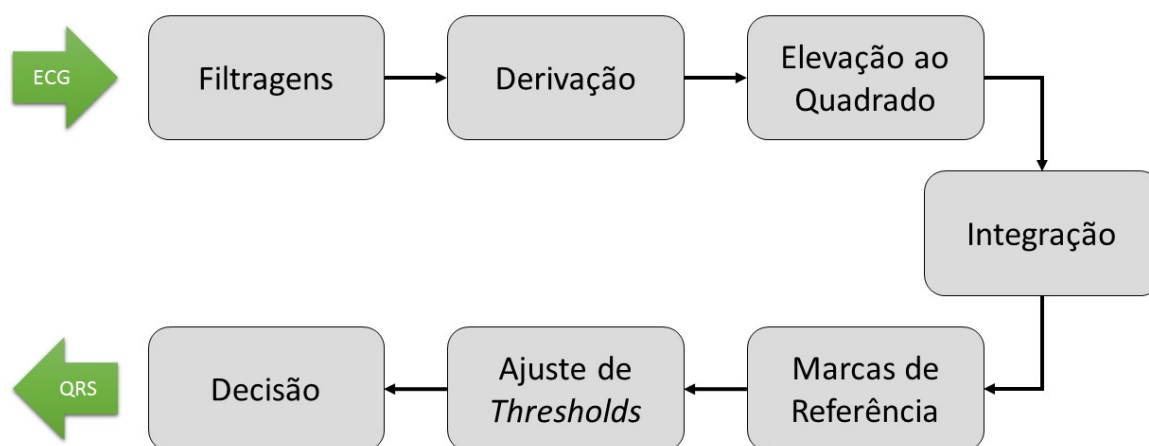 ECG
Filtragens
Derivação
Elevação ao
Quadrado
Integração
Marcas de
Referência
Ajuste de
Thresholds
Decisão
QRS